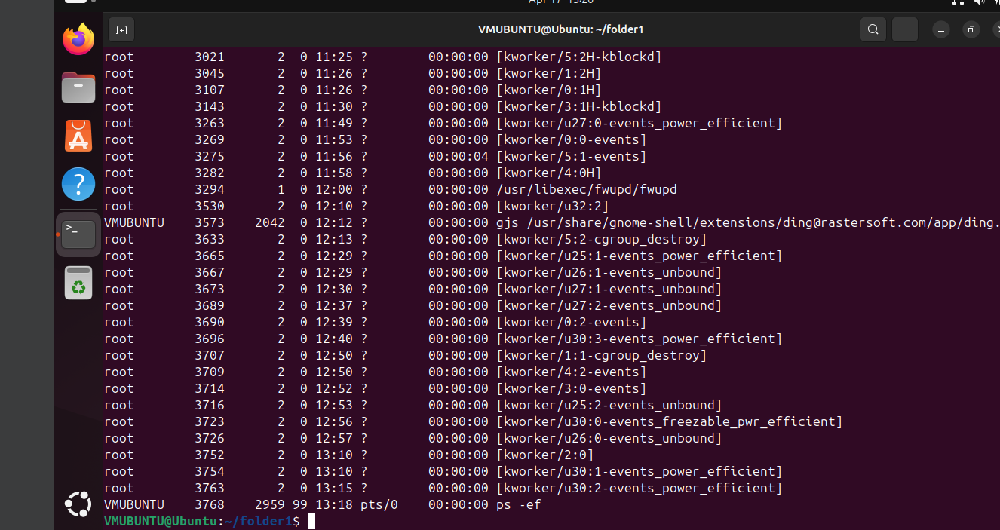 VMUBUNTU@Ubuntu: ~/folder1
root 3021 2 0 11:25 ? 00:00:00 [kworker/5:2H-kblockd]
root 3045 2 0 11:26 ? 00:00:00 [kworker/1:2H]
root 3107 2 0 11:26 ? 00:00:00 [kworker/0:1H]
root 3143 2 0 11:30 ? 00:00:00 [kworker/3:1H-kblockd]
root 3263 2 0 11:49 ? 00:00:00 [kworker/u27:0-events_power_efficient]
root 3269 2 0 11:53 ? 00:00:00 [kworker/0:0-events]
root 3275 2 0 11:56 ? 00:00:04 [kworker/5:1-events]
root 3282 2 0 11:58 ? 00:00:00 [kworker/4:0H]
root 3294 1 0 12:00 ? 00:00:00 /usr/libexec/fwupd/fwupd
root 3530 2 0 12:10 ? 00:00:00 [kworker/u32:2]
VMUBUNTU 3573 2042 0 12:12 ? 00:00:00 gjs /usr/share/gnome-shell/extensions/ding@rastersoft.com/app/ding.
root 3633 2 0 12:13 ? 00:00:00 [kworker/5:2-cgroup_destroy]
root 3665 2 0 12:29 ? 00:00:00 [kworker/u25:1-events_power_efficient]
root 3667 2 0 12:29 ? 00:00:00 [kworker/u26:1-events_unbound]
root 3673 2 0 12:30 ? 00:00:00 [kworker/u27:1-events_unbound]
root 3689 2 0 12:37 ? 00:00:00 [kworker/u27:2-events_unbound]
root 3690 2 0 12:39 ? 00:00:00 [kworker/0:2-events]
root 3696 2 0 12:40 ? 00:00:00 [kworker/u30:3-events_power_efficient]
root 3707 2 0 12:50 ? 00:00:00 [kworker/1:1-cgroup_destroy]
root 3709 2 0 12:50 ? 00:00:00 [kworker/4:2-events]
root 3714 2 0 12:52 ? 00:00:00 [kworker/3:0-events]
root 3716 2 0 12:53 ? 00:00:00 [kworker/u25:2-events_unbound]
root 3723 2 0 12:56 ? 00:00:00 [kworker/u30:0-events_freezable_pwr_efficient]
root 3726 2 0 12:57 ? 00:00:00 [kworker/u26:0-events_unbound]
root 3752 2 0 13:10 ? 00:00:00 [kworker/2:0]
root 3754 2 0 13:10 ? 00:00:00 [kworker/u30:1-events_power_efficient]
root 3763 2 0 13:15 ? 00:00:00 [kworker/u30:2-events_power_efficient]
VMUBUNTU 3768 2959 99 13:18 pts/0 00:00:00 ps -ef
VMUBUNTU@Ubuntu:~/folder1$